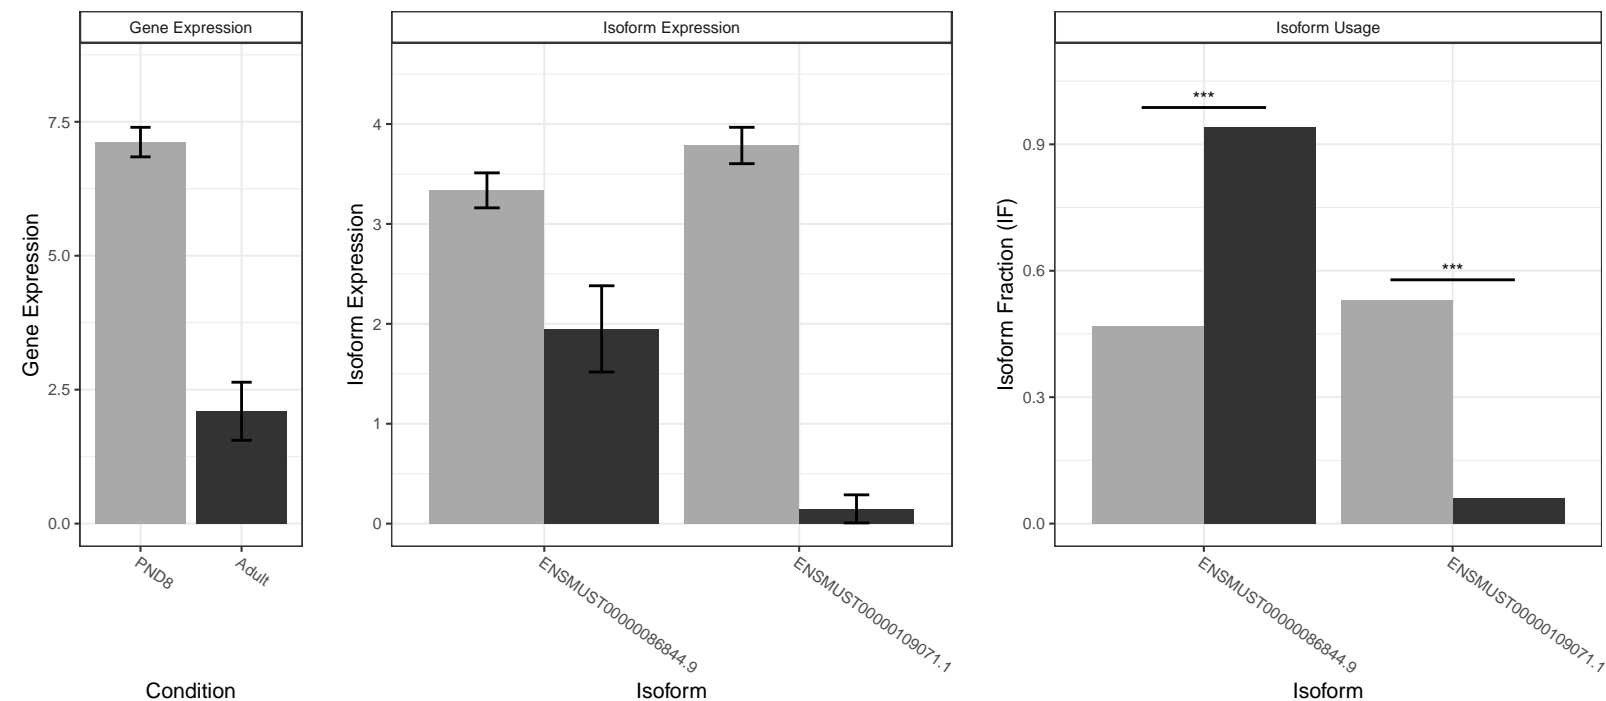 Gene Expression
Gene Expression
7.5
5.0
2.5
0.0
PND8
Adult
Condition
Isoform Expression
Isoform Expression
4
3
2
1
0
ENSMUST00000086844.9
ENSMUST00000109071.1
Isoform
Isoform Usage
Isoform Fraction (IF)
0.9
0.6
0.3
0.0
***
***
ENSMUST00000086844.9
ENSMUST00000109071.1
Isoform